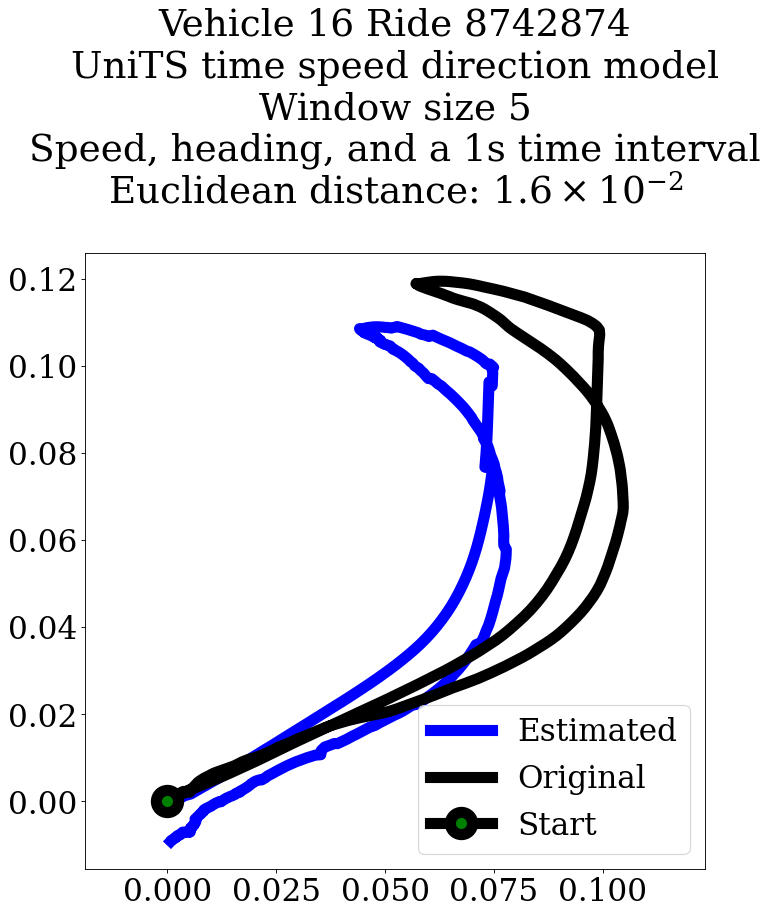 Vehicle 16 Ride 8742874
UniTS time speed direction model
Window size 5
Speed, heading, and a 1s time interval
Euclidean distance: 1.6 × 10⁻²
0.12
0.10
0.08
0.06
0.04
0.02
0.00
Estimated
Original
Start
0.000 0.025 0.050 0.075 0.100